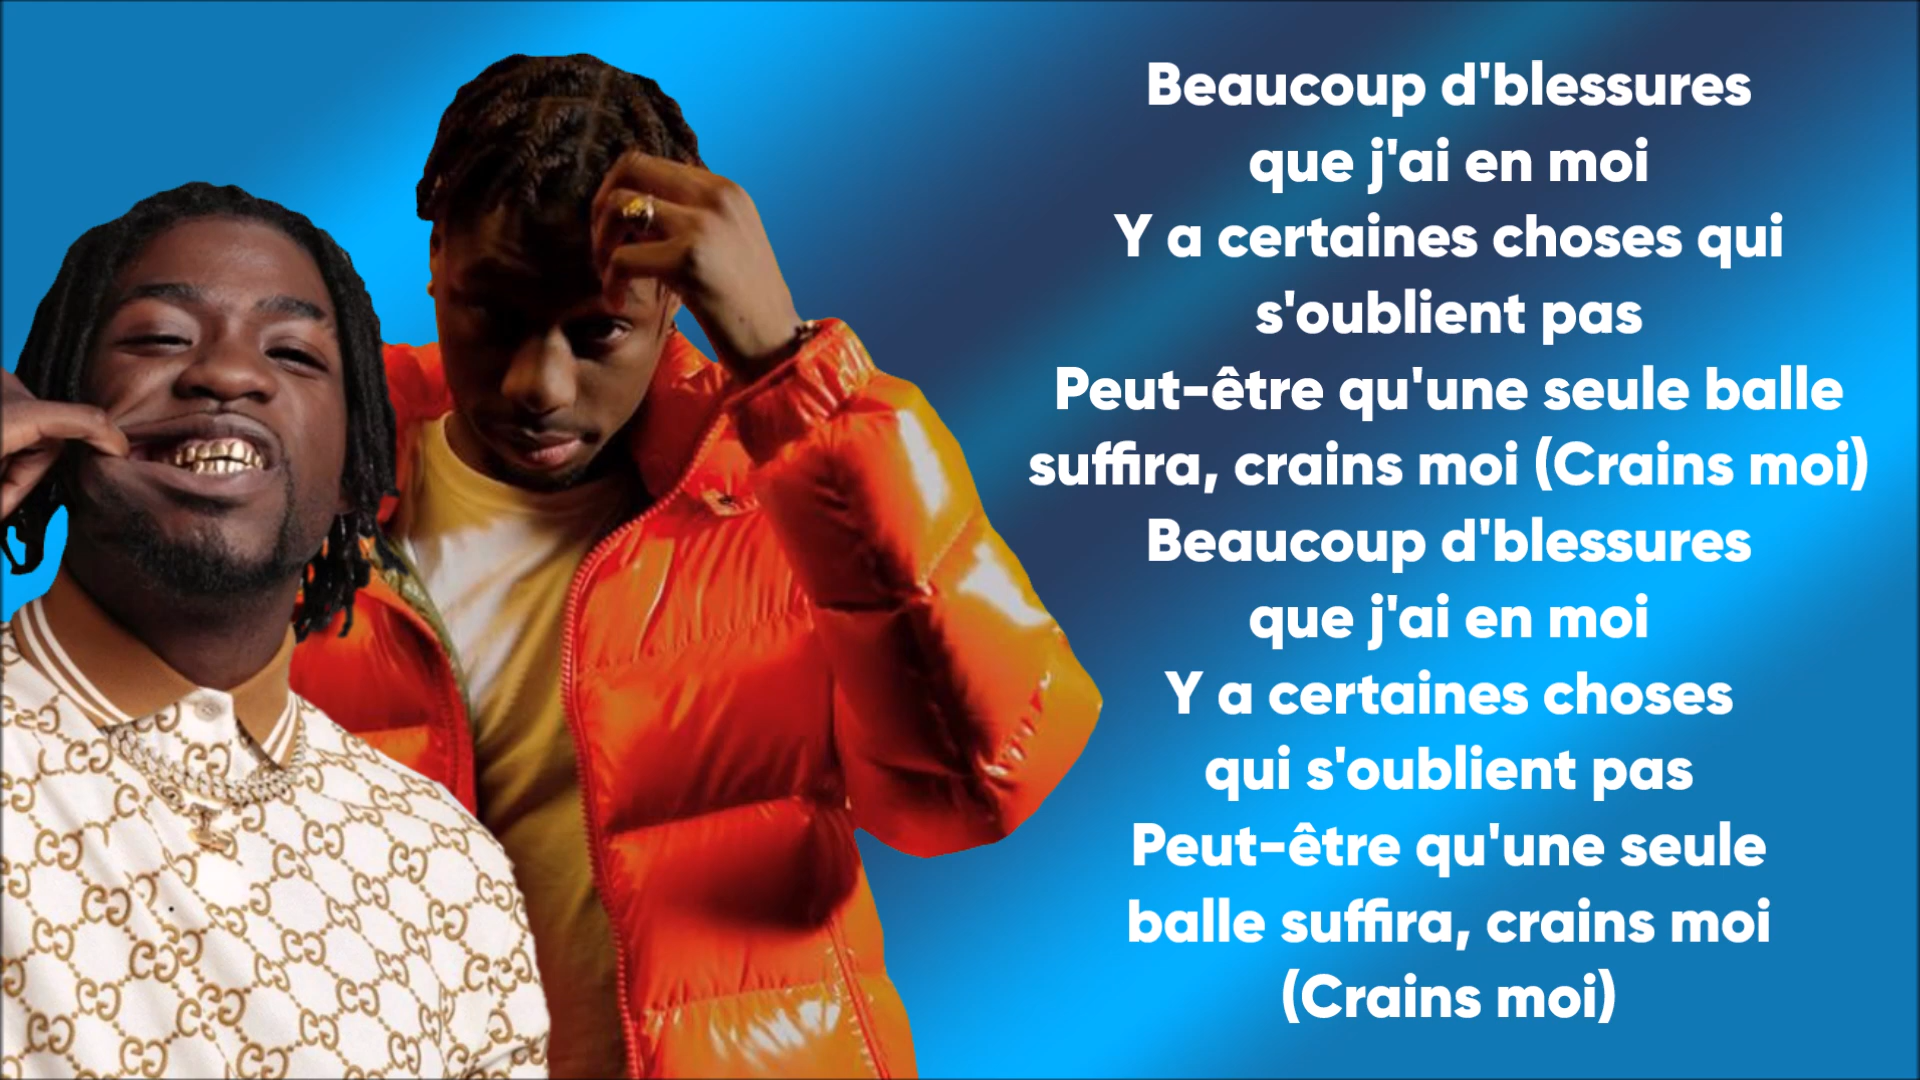 Beaucoup d'blessures
que j'ai en moi
Y a certaines choses qui
s'oublient pas
Peut-être qu'une seule balle
suffira, crains moi (Crains moi)
Beaucoup d'blessures
que j'ai en moi
Y a certaines choses
qui s'oublient pas
Peut-être qu'une seule
balle suffira, crains moi
(Crains moi)